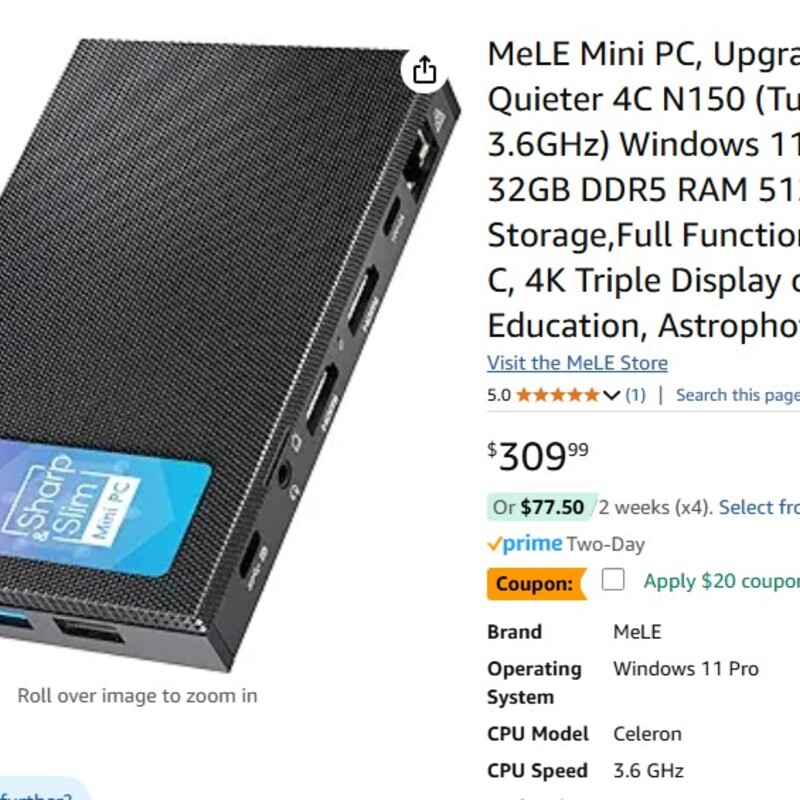 MeLE Mini PC, Upgra
Quieter 4C N150 (Tu
3.6GHz) Windows 11
32GB DDR5 RAM 51
Storage,Full Function
C, 4K Triple Display
Education, Astropho
Visit the MeLE Store
5.0 (1) | Search this page
$309.99
Or $77.50 /2 weeks (x4). Select fro
prime Two-Day
Coupon: Apply $20 coupon
Brand MeLE
Operating Windows 11 Pro
System
CPU Model Celeron
CPU Speed 3.6 GHz
Sharp
& Slim
Mini PC
Roll over image to zoom in
further?